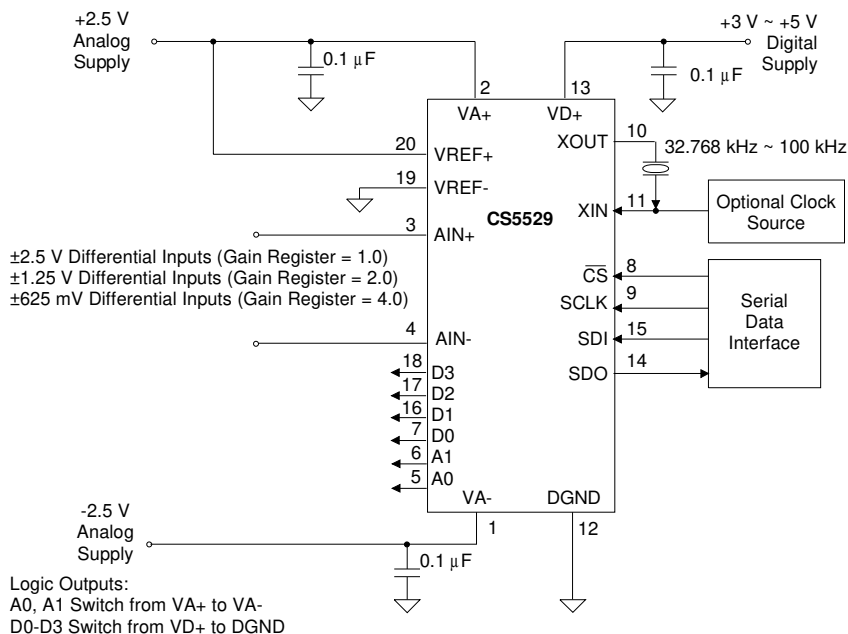 +2.5 V
Analog
Supply
0.1 µF
+3 V ~ +5 V
Digital
Supply
0.1 µF
2
13
VA+
VD+
20
VREF+
19
VREF-
3
AIN+
CS5529
XOUT
10
32.768 kHz ~ 100 kHz
XIN
11
Optional Clock
Source
±2.5 V Differential Inputs (Gain Register = 1.0)
±1.25 V Differential Inputs (Gain Register = 2.0)
±625 mV Differential Inputs (Gain Register = 4.0)
CS
8
SCLK
9
SDI
15
SDO
14
Serial
Data
Interface
4
AIN-
18
D3
17
D2
16
D1
7
D0
6
A1
5
A0
VA-
DGND
1
12
-2.5 V
Analog
Supply
0.1 µF
Logic Outputs:
A0, A1 Switch from VA+ to VA-
D0-D3 Switch from VD+ to DGND